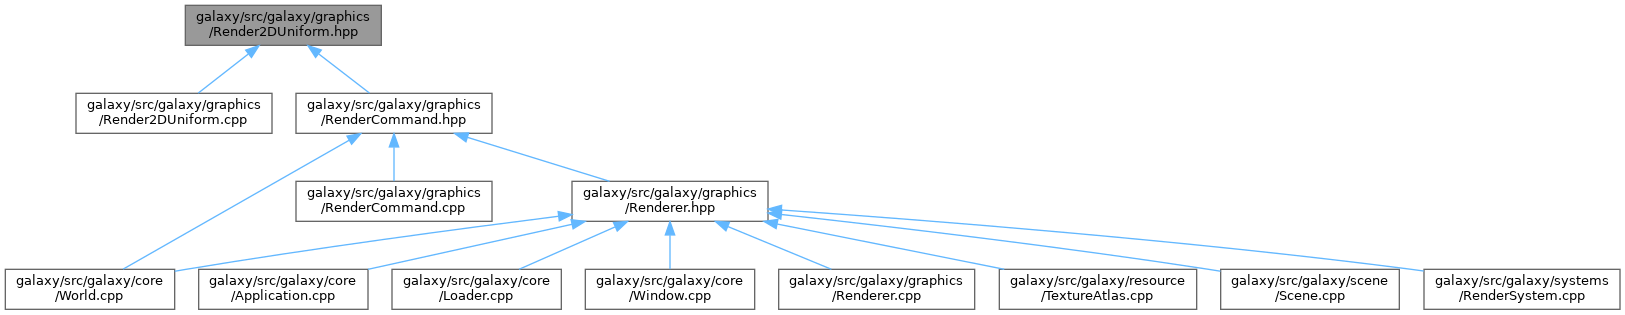 galaxy/src/galaxy/graphics
/Render2DUniform.hpp
galaxy/src/galaxy/graphics
/Render2DUniform.cpp
galaxy/src/galaxy/graphics
/RenderCommand.hpp
galaxy/src/galaxy/graphics
/RenderCommand.cpp
galaxy/src/galaxy/graphics
/Renderer.hpp
galaxy/src/galaxy/core
/World.cpp
galaxy/src/galaxy/core
/Application.cpp
galaxy/src/galaxy/core
/Loader.cpp
galaxy/src/galaxy/core
/Window.cpp
galaxy/src/galaxy/graphics
/Renderer.cpp
galaxy/src/galaxy/resource
/TextureAtlas.cpp
galaxy/src/galaxy/scene
/Scene.cpp
galaxy/src/galaxy/systems
/RenderSystem.cpp